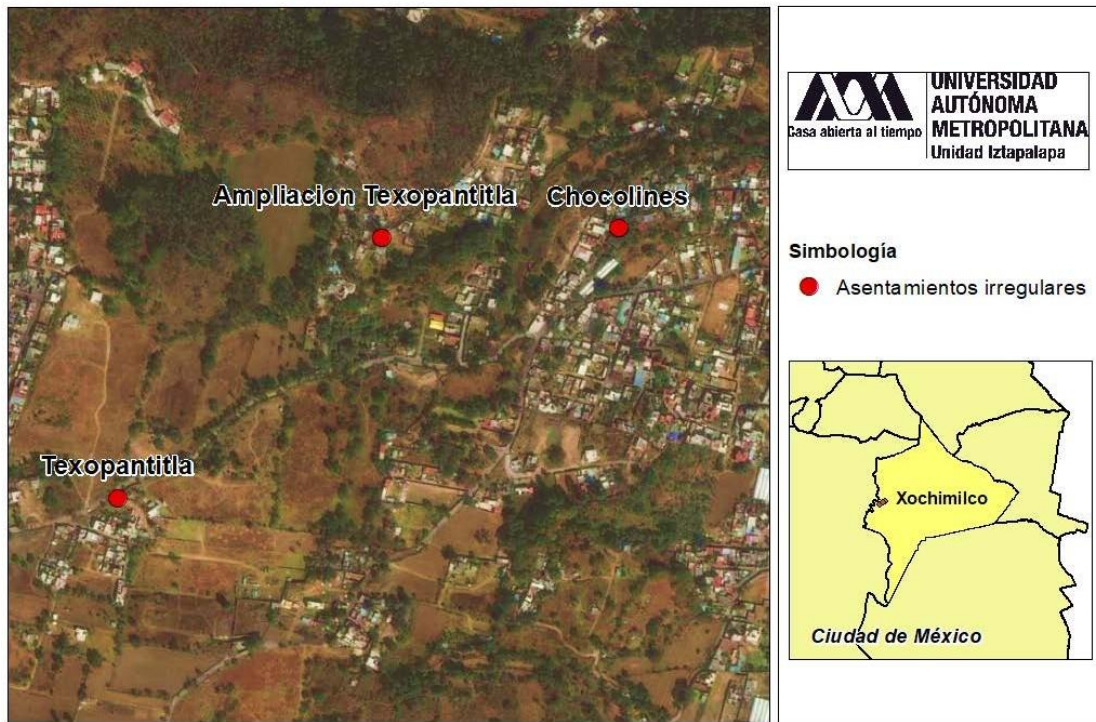 Ampliacion Texopantitla
Chocolines
Texopantitla
UNIVERSIDAD
AUTÓNOMA
METROPOLITANA
Casa abierta al tiempo
Unidad Iztapalapa
Simbología
Asentamientos irregulares
Xochimilco
Ciudad de México